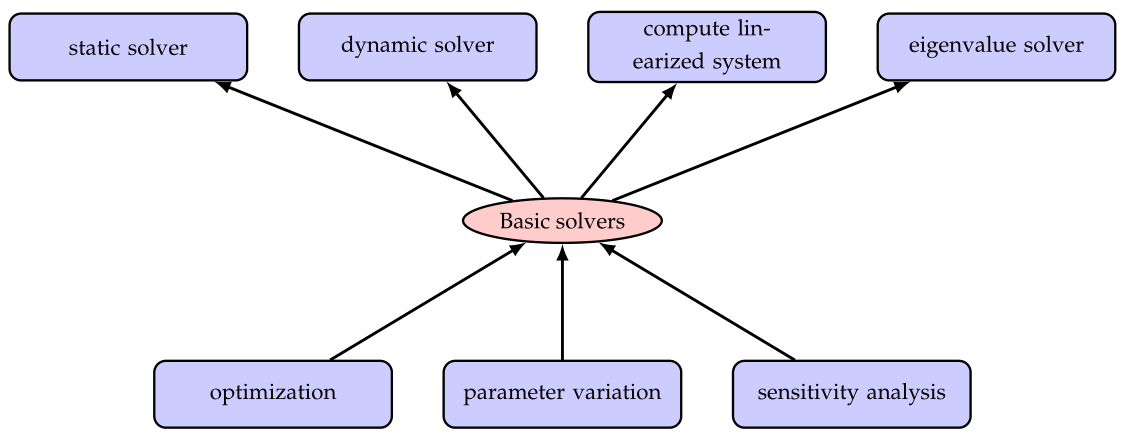 static solver
dynamic solver
compute lin-
earized system
eigenvalue solver
Basic solvers
optimization
parameter variation
sensitivity analysis